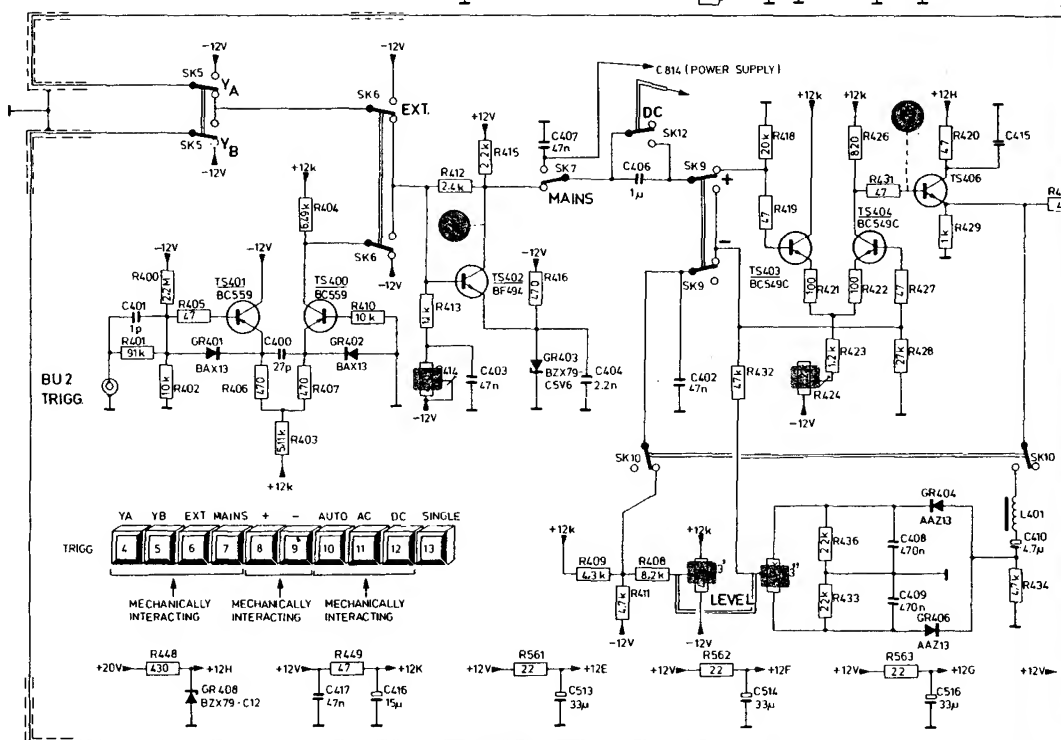 -12V
-12V
C814 (POWER SUPPLY)
+12k
+12k
+12H
SK5
YA
SK6
EXT.
DC
SK12
+12V
C407
47n
R418
20k
R426
820
R420
47
C415
SK5
YB
-12V
R415
2.2k
R412
2.4k
SK7
MAINS
C406
1µ
SK9
+
R431
47
TS406
+12k
R404
6.49k
R419
47
TS404
BC549C
R429
1k
-12V
-12V
SK6
-12V
R400
2.2M
TS401
BC559
TS400
BC559
R410
10k
TS402
BF494
R416
470
-
SK9
TS403
BC549C
100
R421
100
R422
47
R427
C401
1p
R405
47
R413
1k
R401
91k
GR401
BAX13
C400
27p
GR402
BAX13
GR403
BZX79-
C5V6
R423
1.2k
R428
27k
BU2
TRIGG.
10k
R402
R406
470
470
R407
R414
C403
47n
C404
2.2n
C402
47n
R432
47k
R424
-12V
-12V
R403
5.11k
+12k
SK10
SK10
YA YB EXT MAINS + - AUTO AC DC SINGLE
TRIGG 4 5 6 7 8 9 10 11 12 13
+12k
+12k
GR404
AAZ13
L401
R409
4.3k
R408
8.2k
3'
3''
LEVEL
2.2k
R436
C408
470n
C410
4.7µ
R411
4.7k
22k
R433
C409
470n
4.7k
R434
MECHANICALLY
INTERACTING
MECHANICALLY
INTERACTING
MECHANICALLY
INTERACTING
-12V
-12V
GR406
AAZ13
+20V R448 430 +12H
+12V R449 47 +12K
+12V R561 22 +12E
+12V R562 22 +12F
+12V R563 22 +12G
+12V
GR408
BZX79-C12
C417
47n
C416
15µ
C513
33µ
C514
33µ
C516
33µ